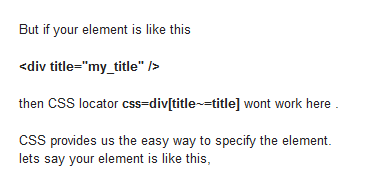 But if your element is like this
<div title="my_title" />
then CSS locator css=div[title~=title] wont work here .
CSS provides us the easy way to specify the element.
lets say your element is like this,